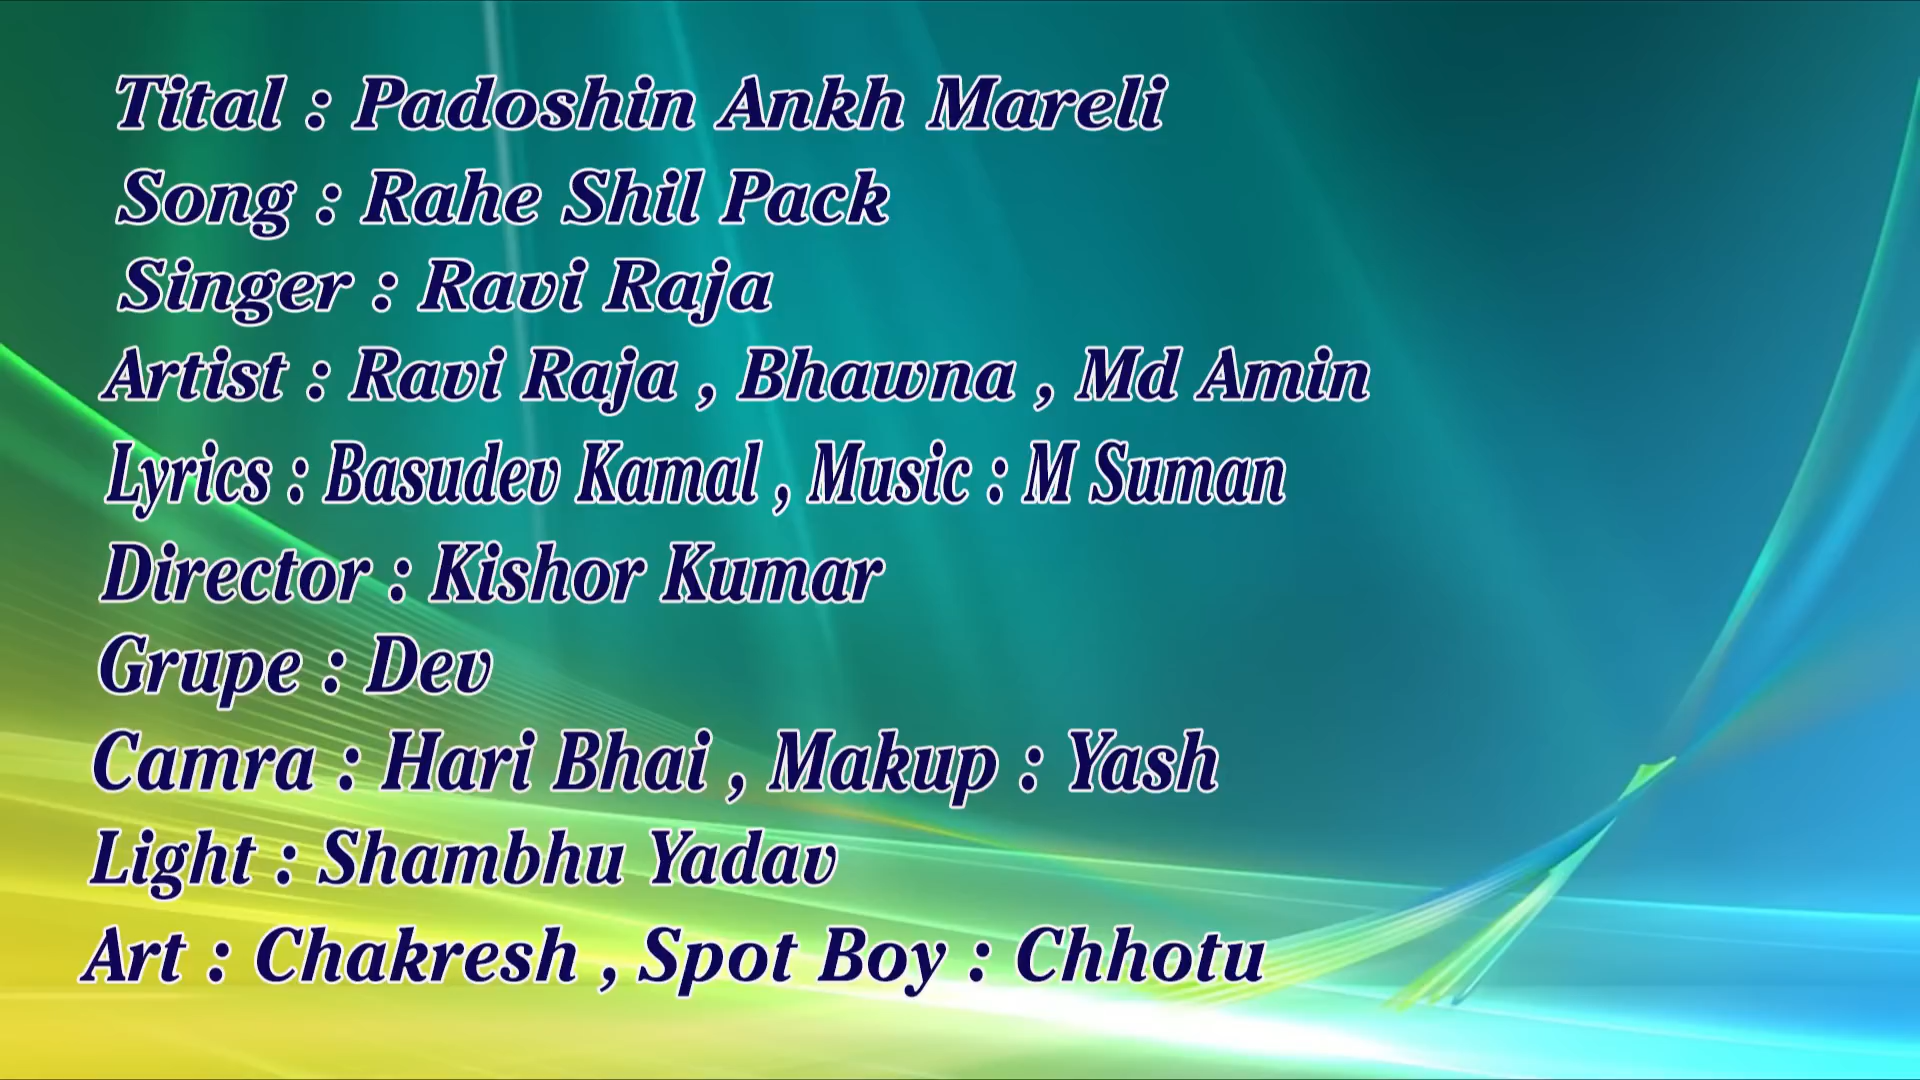 Tital : Padoshin Ankh Mareli
Song : Rahe Shil Pack
Singer : Ravi Raja
Artist : Ravi Raja , Bhawna , Md Amin
Lyrics : Basudev Kamal , Music : M Suman
Director : Kishor Kumar
Grupe : Dev
Camra : Hari Bhai , Makup : Yash
Light : Shambhu Yadav
Art : Chakresh , Spot Boy : Chhotu